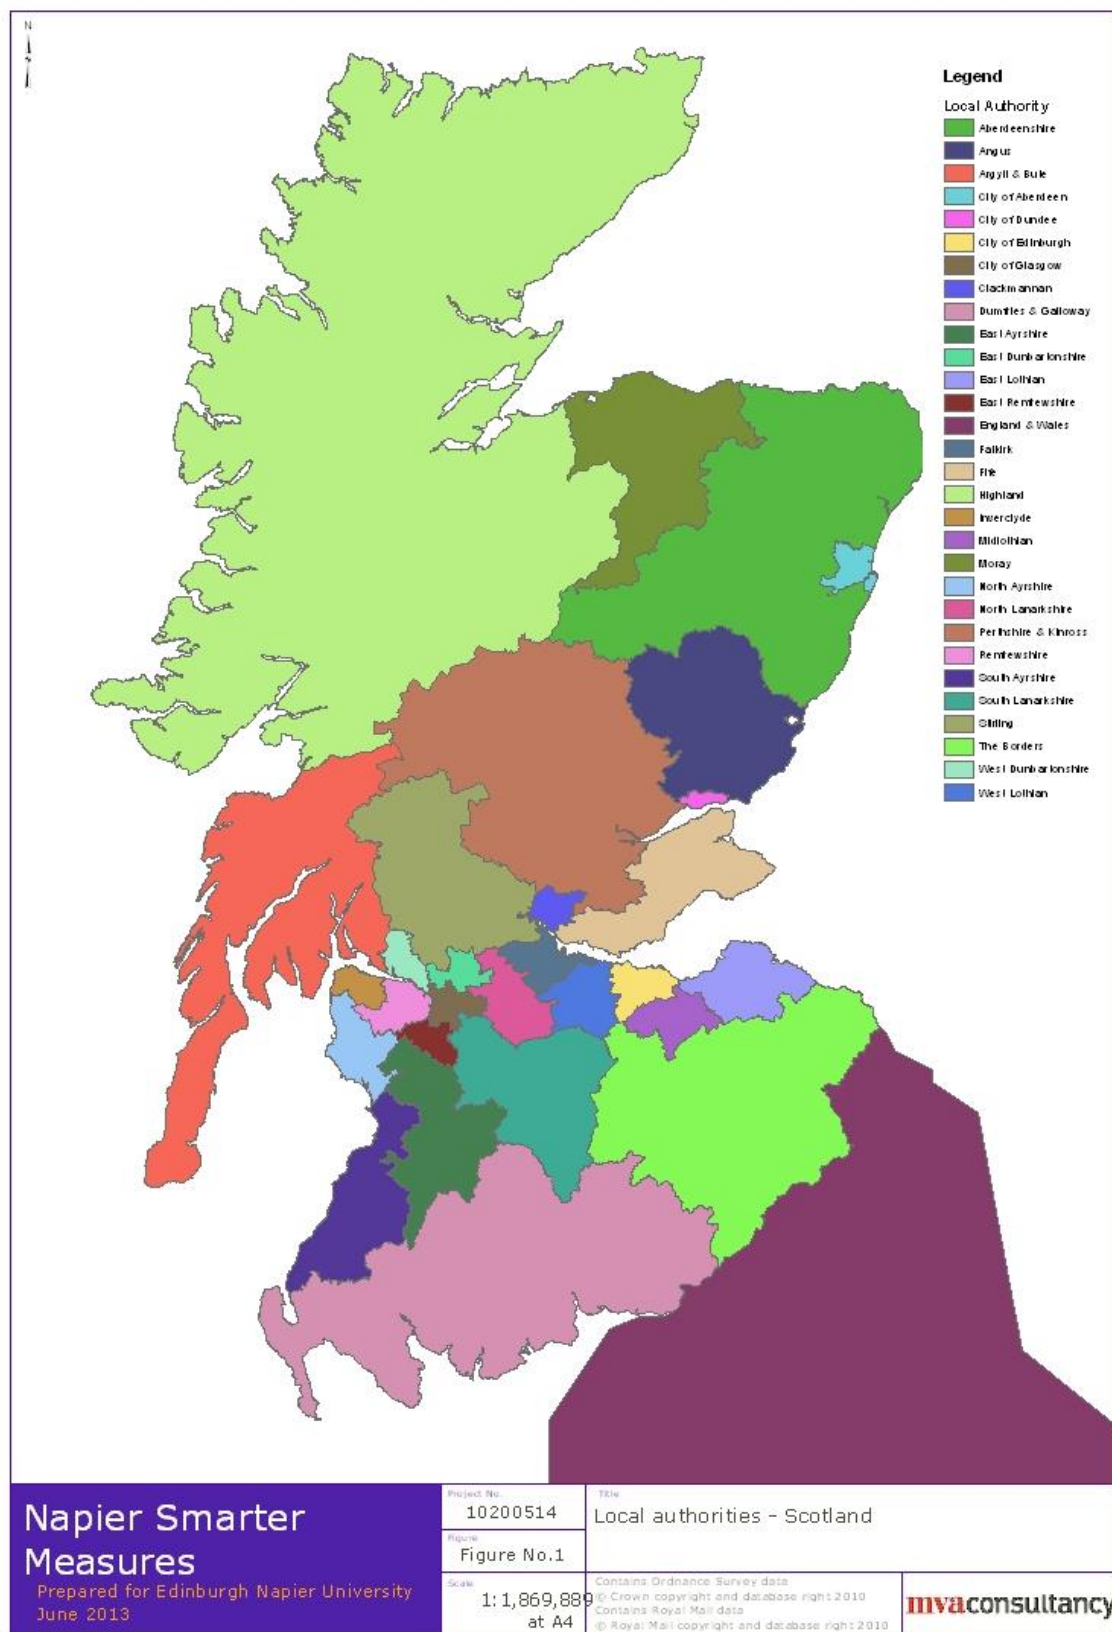 N
Legend
Local Authority
Aberdeenshire
Angus
Argyll & Bute
City of Aberdeen
City of Dundee
City of Edinburgh
City of Glasgow
Clackmannan
Dumfries & Galloway
East Ayrshire
East Dunbartonshire
East Lothian
East Renfrewshire
England & Wales
Falkirk
Fife
Highland
Inverclyde
Midlothian
Moray
North Ayrshire
North Lanarkshire
Perthshire & Kinross
Renfrewshire
South Ayrshire
South Lanarkshire
Stirling
The Borders
West Dunbartonshire
West Lothian
Napier Smarter
Measures
Prepared for Edinburgh Napier University
June 2013
Project No.
10200514
Figure
Figure No.1
Scale
1:1,869,889
at A4
Title
Local authorities - Scotland
Contains Ordnance Survey data
© Crown copyright and database right 2010
Contains Royal Mail data
© Royal Mail copyright and database right 2010
mvaconsultancy